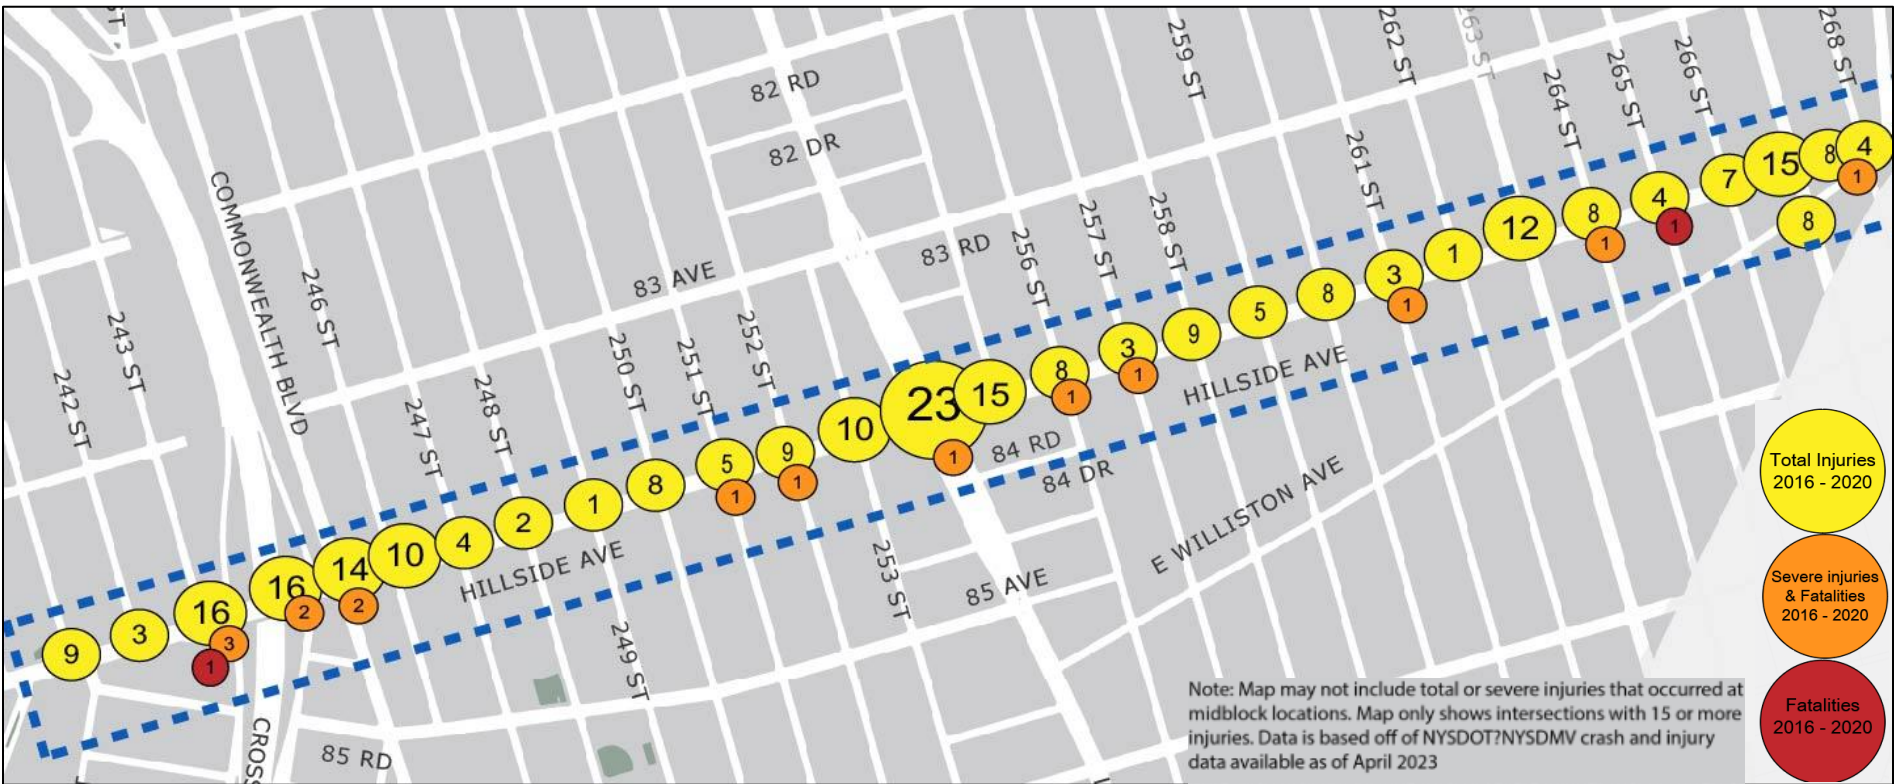 ST
82 RD
82 DR
259 ST
262 ST
263 ST
264 ST
265 ST
266 ST
268 ST
COMMONWEALTH BLVD
246 ST
243 ST
242 ST
83 AVE
83 RD
256 ST
257 ST
258 ST
261 ST
247 ST
248 ST
250 ST
251 ST
252 ST
9
3
16
3
1
16
2
14
2
10
4
2
1
8
5
1
9
1
10
23
1
15
8
1
3
1
9
5
8
3
1
1
12
8
1
4
1
7
15
8
4
1
8
HILLSIDE AVE
HILLSIDE AVE
84 RD
84 DR
253 ST
85 AVE
E WILLISTON AVE
249 ST
CROSS
85 RD
Total Injuries
2016 - 2020
Severe injuries
& Fatalities
2016 - 2020
Fatalities
2016 - 2020
Note: Map may not include total or severe injuries that occurred at
midblock locations. Map only shows intersections with 15 or more
injuries. Data is based off of NYSDOT?NYSDMV crash and injury
data available as of April 2023